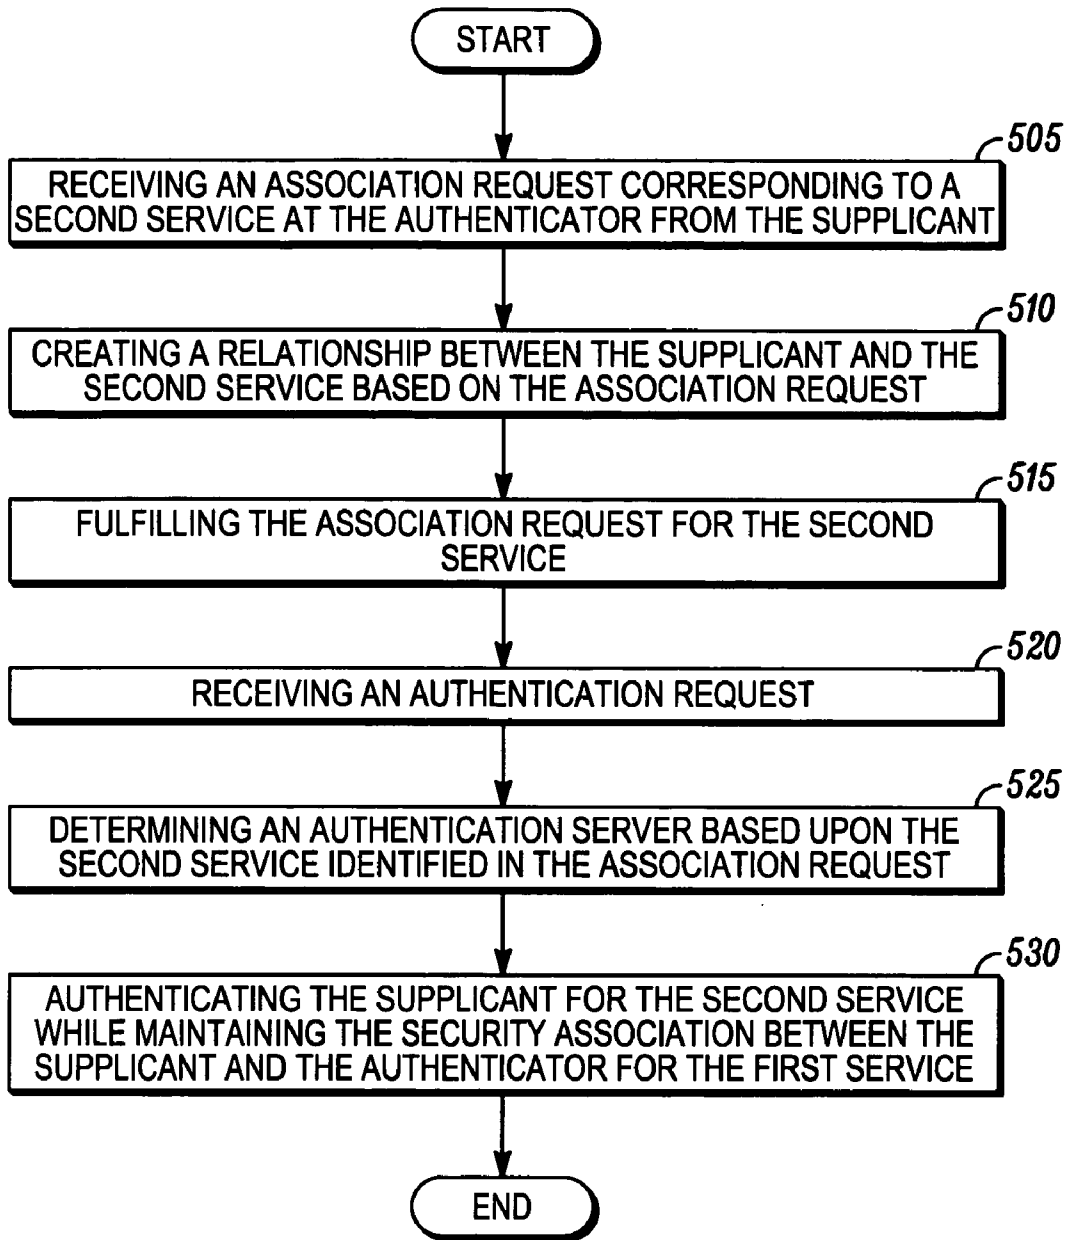 START
505
RECEIVING AN ASSOCIATION REQUEST CORRESPONDING TO A
SECOND SERVICE AT THE AUTHENTICATOR FROM THE SUPPLICANT
510
CREATING A RELATIONSHIP BETWEEN THE SUPPLICANT AND THE
SECOND SERVICE BASED ON THE ASSOCIATION REQUEST
515
FULFILLING THE ASSOCIATION REQUEST FOR THE SECOND
SERVICE
520
RECEIVING AN AUTHENTICATION REQUEST
525
DETERMINING AN AUTHENTICATION SERVER BASED UPON THE
SECOND SERVICE IDENTIFIED IN THE ASSOCIATION REQUEST
530
AUTHENTICATING THE SUPPLICANT FOR THE SECOND SERVICE
WHILE MAINTAINING THE SECURITY ASSOCIATION BETWEEN THE
SUPPLICANT AND THE AUTHENTICATOR FOR THE FIRST SERVICE
END